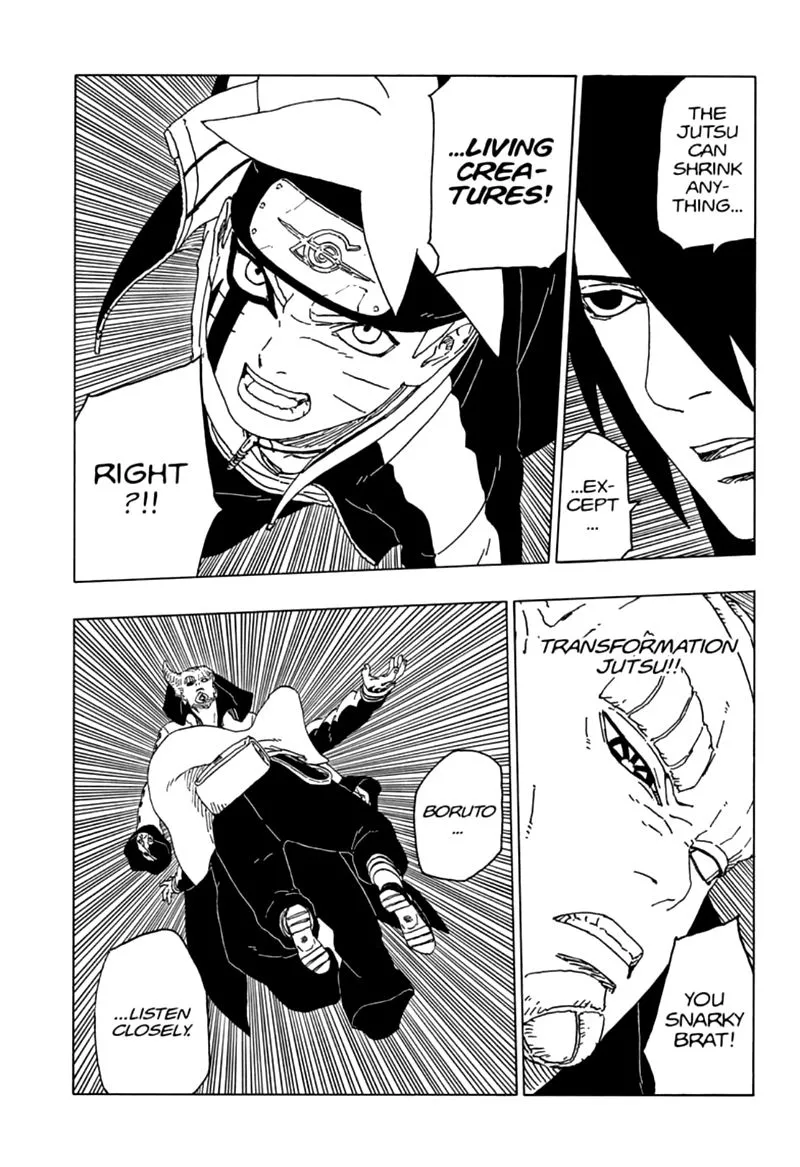 THE
JUTSU
CAN
SHRINK
ANY-
THING...
...EX-
CEPT
...
...LIVING
CREA-
TURES!
RIGHT
?!!
TRANSFORMATION
JUTSU!!
YOU
SNARKY
BRAT!
BORUTO
...
...LISTEN
CLOSELY.